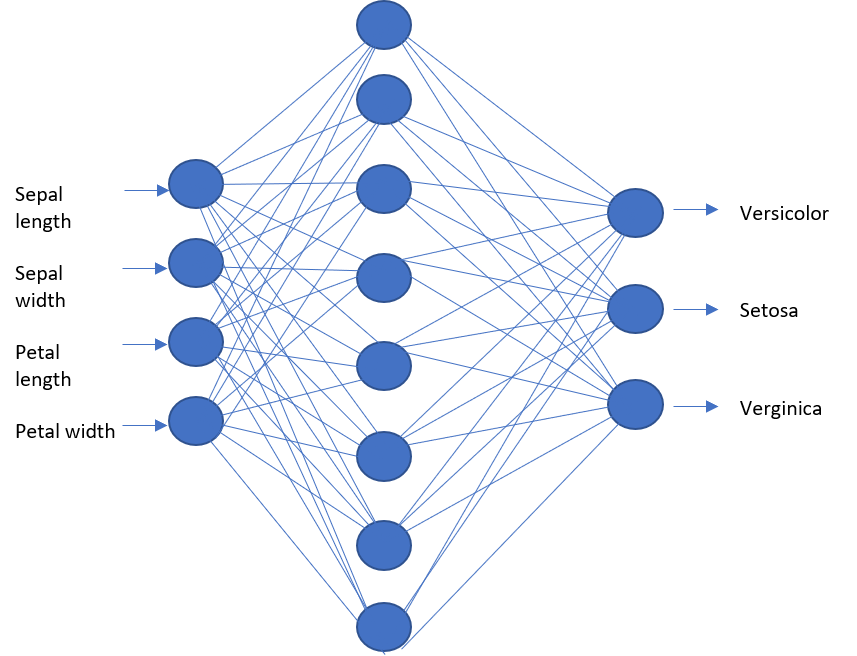 Sepal
length
Sepal
width
Petal
length
Petal width
Versicolor
Setosa
Verginica